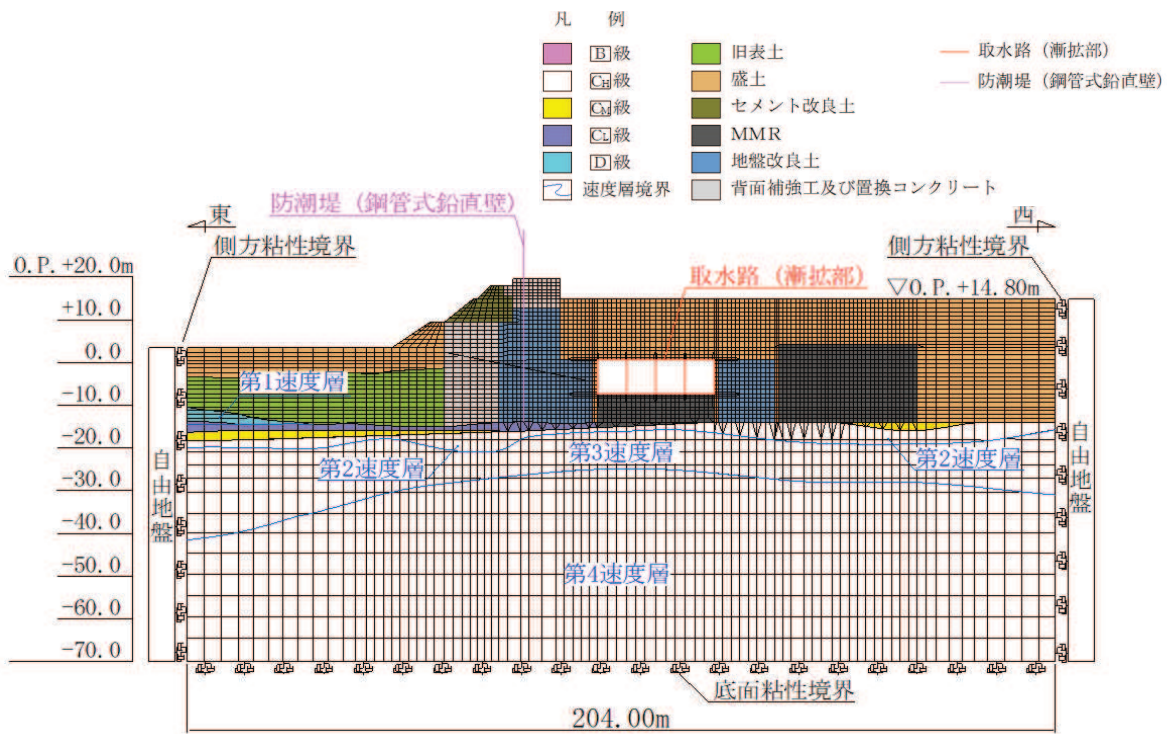 凡 例
B級
CH級
CM級
CL級
D級
速度層境界
旧表土
盛土
セメント改良土
MMR
地盤改良土
背面補強工及び置換コンクリート
取水路（漸拡部）
防潮堤（鋼管式鉛直壁）
防潮堤（鋼管式鉛直壁）
東
西
側方粘性境界
側方粘性境界
取水路（漸拡部）
▽O.P.+14.80m
O.P.+20.0m
+10.0
0.0
-10.0
-20.0
-30.0
-40.0
-50.0
-60.0
-70.0
第1速度層
第2速度層
第3速度層
第2速度層
第4速度層
自由地盤
自由地盤
底面粘性境界
204.00m